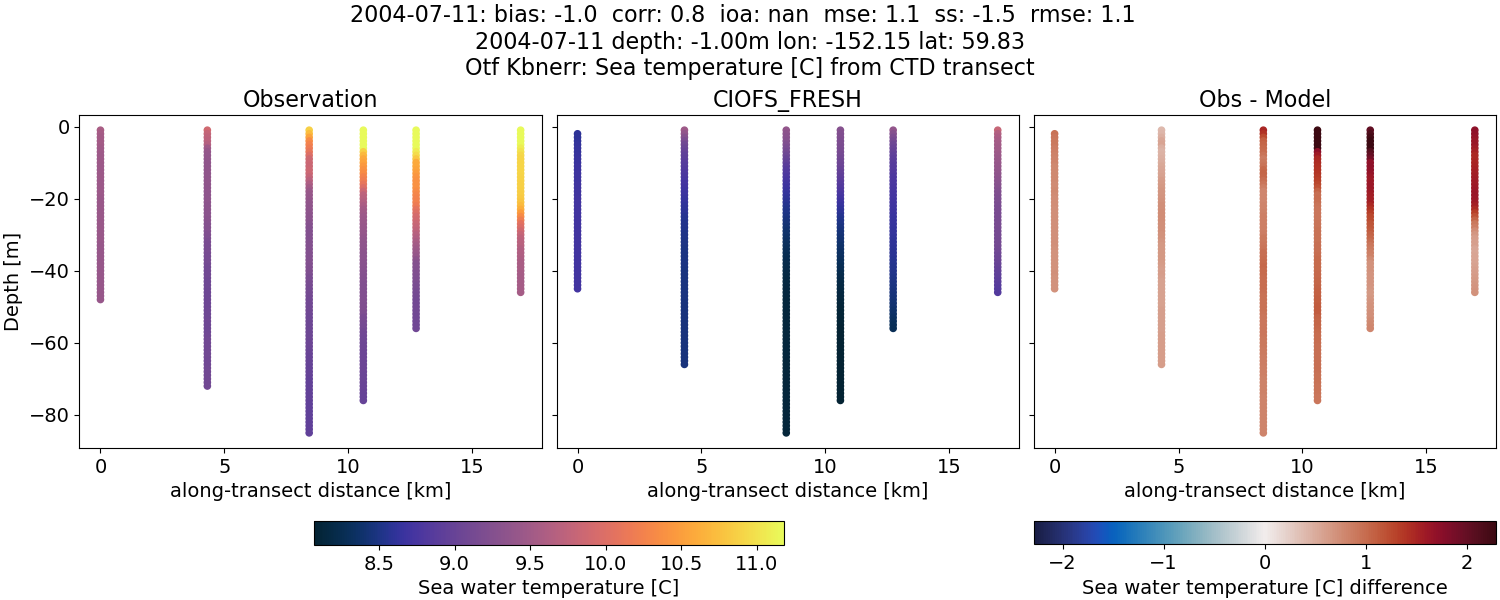 2004-07-11: bias: -1.0  corr: 0.8  ioa: nan  mse: 1.1  ss: -1.5  rmse: 1.1
2004-07-11 depth: -1.00m lon: -152.15 lat: 59.83
Otf Kbnerr: Sea temperature [C] from CTD transect
Observation
CIOFS_FRESH
Obs - Model
0
−20
−40
−60
−80
Depth [m]
0 5 10 15
0 5 10 15
0 5 10 15
along-transect distance [km]
along-transect distance [km]
along-transect distance [km]
8.5 9.0 9.5 10.0 10.5 11.0
Sea water temperature [C]
−2 −1 0 1 2
Sea water temperature [C] difference